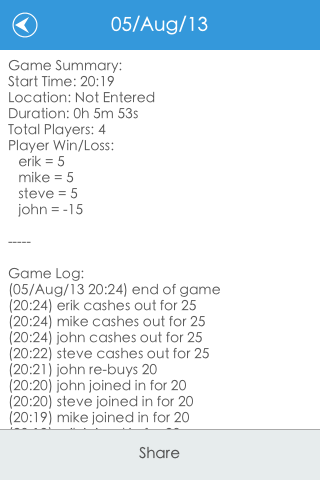 05/Aug/13
Game Summary:
Start Time: 20:19
Location: Not Entered
Duration: 0h 5m 53s
Total Players: 4
Player Win/Loss:
erik = 5
mike = 5
steve = 5
john = -15
-----
Game Log:
(05/Aug/13 20:24) end of game
(20:24) erik cashes out for 25
(20:24) mike cashes out for 25
(20:24) john cashes out for 25
(20:22) steve cashes out for 25
(20:21) john re-buys 20
(20:20) john joined in for 20
(20:20) steve joined in for 20
(20:19) mike joined in for 20
Share